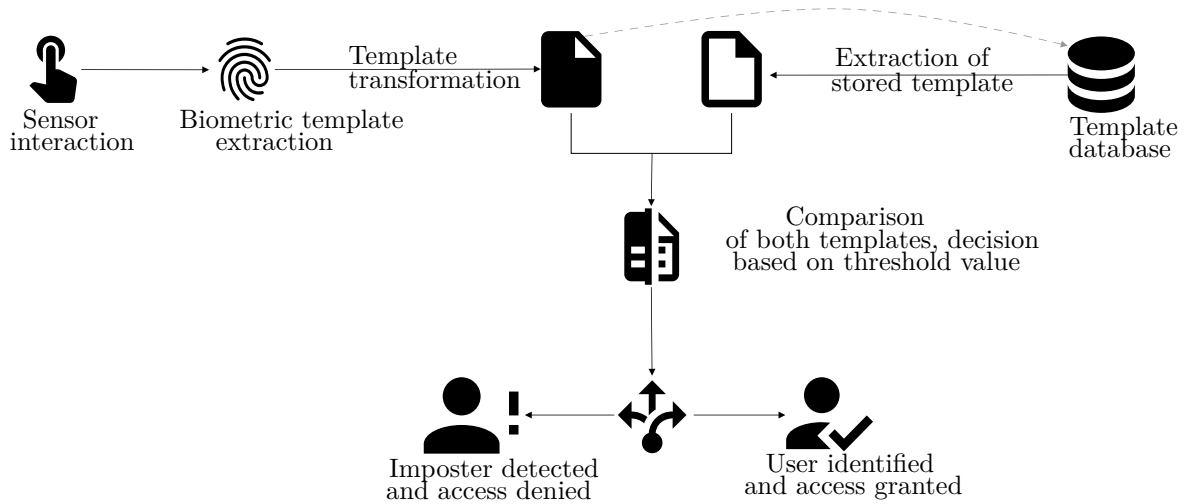 Sensor
interaction
Biometric template
extraction
Template
transformation
Extraction of
stored template
Template
database
Comparison
of both templates, decision
based on threshold value
Imposter detected
and access denied
User identified
and access granted